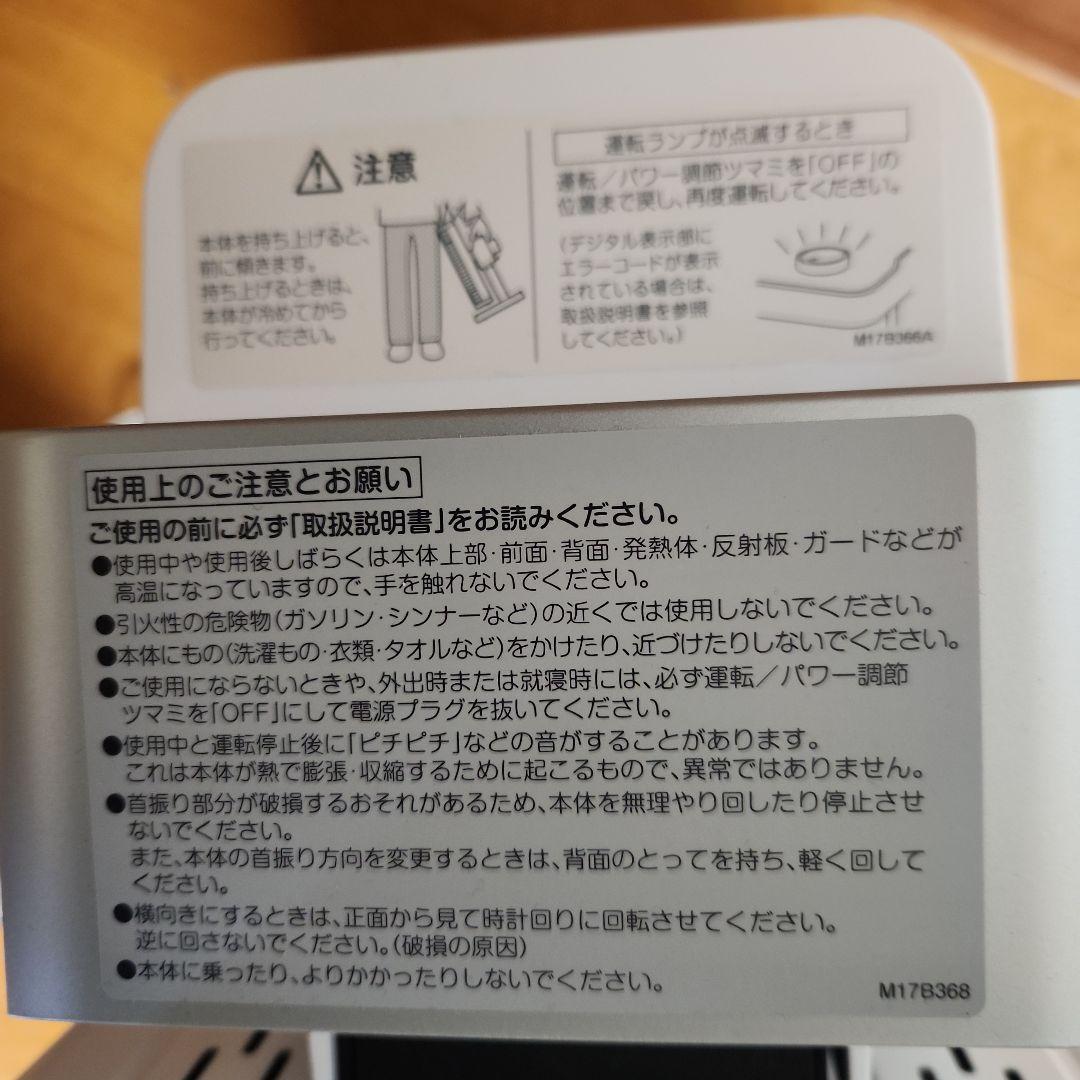 注意
本体を持ち上げると、
前に傾きます。
持ち上げるときは、
本体が冷めてから
行ってください。
運転ランプが点滅するとき
運転／パワー調節ツマミを「OFF」の
位置まで戻し、再度運転してください。
(デジタル表示部に
エラーコードが表示
されている場合は、
取扱説明書を参照
してください。)
M17B366A
使用上のご注意とお願い
ご使用の前に必ず「取扱説明書」をお読みください。
●使用中や使用後しばらくは本体上部・前面・背面・発熱体・反射板・ガードなどが
高温になっていますので、手を触れないでください。
●引火性の危険物(ガソリン・シンナーなど)の近くでは使用しないでください。
●本体にもの(洗濯もの・衣類・タオルなど)をかけたり、近づけたりしないでください。
●ご使用にならないときや、外出時または就寝時には、必ず運転／パワー調節
ツマミを「OFF」にして電源プラグを抜いてください。
●使用中と運転停止後に「ピチピチ」などの音がすることがあります。
これは本体が熱で膨張・収縮するために起こるもので、異常ではありません。
●首振り部分が破損するおそれがあるため、本体を無理やり回したり停止させ
ないでください。
また、本体の首振り方向を変更するときは、背面のとってを持ち、軽く回して
ください。
●横向きにするときは、正面から見て時計回りに回転させてください。
逆に回さないでください。(破損の原因)
●本体に乗ったり、よりかかったりしないでください。
M17B368